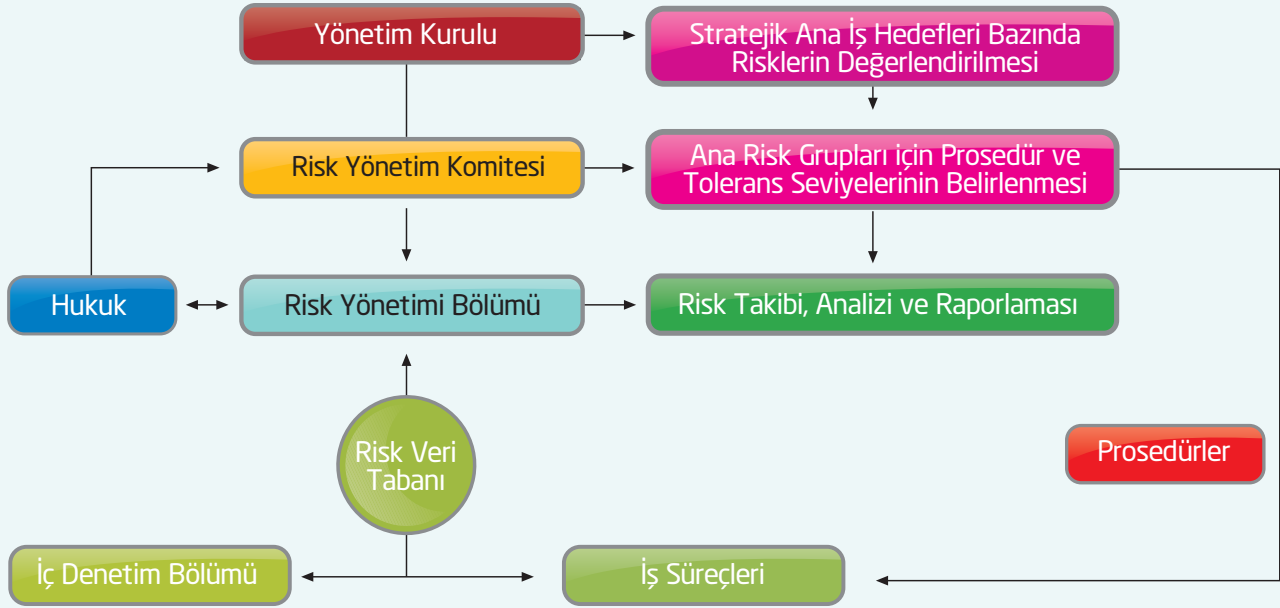 Yönetim Kurulu
Stratejik Ana İş Hedefleri Bazında
Risklerin Değerlendirilmesi
Risk Yönetim Komitesi
Ana Risk Grupları için Prosedür ve
Tolerans Seviyelerinin Belirlenmesi
Hukuk
Risk Yönetimi Bölümü
Risk Takibi, Analizi ve Raporlaması
Risk Veri
Tabanı
Prosedürler
İç Denetim Bölümü
İş Süreçleri